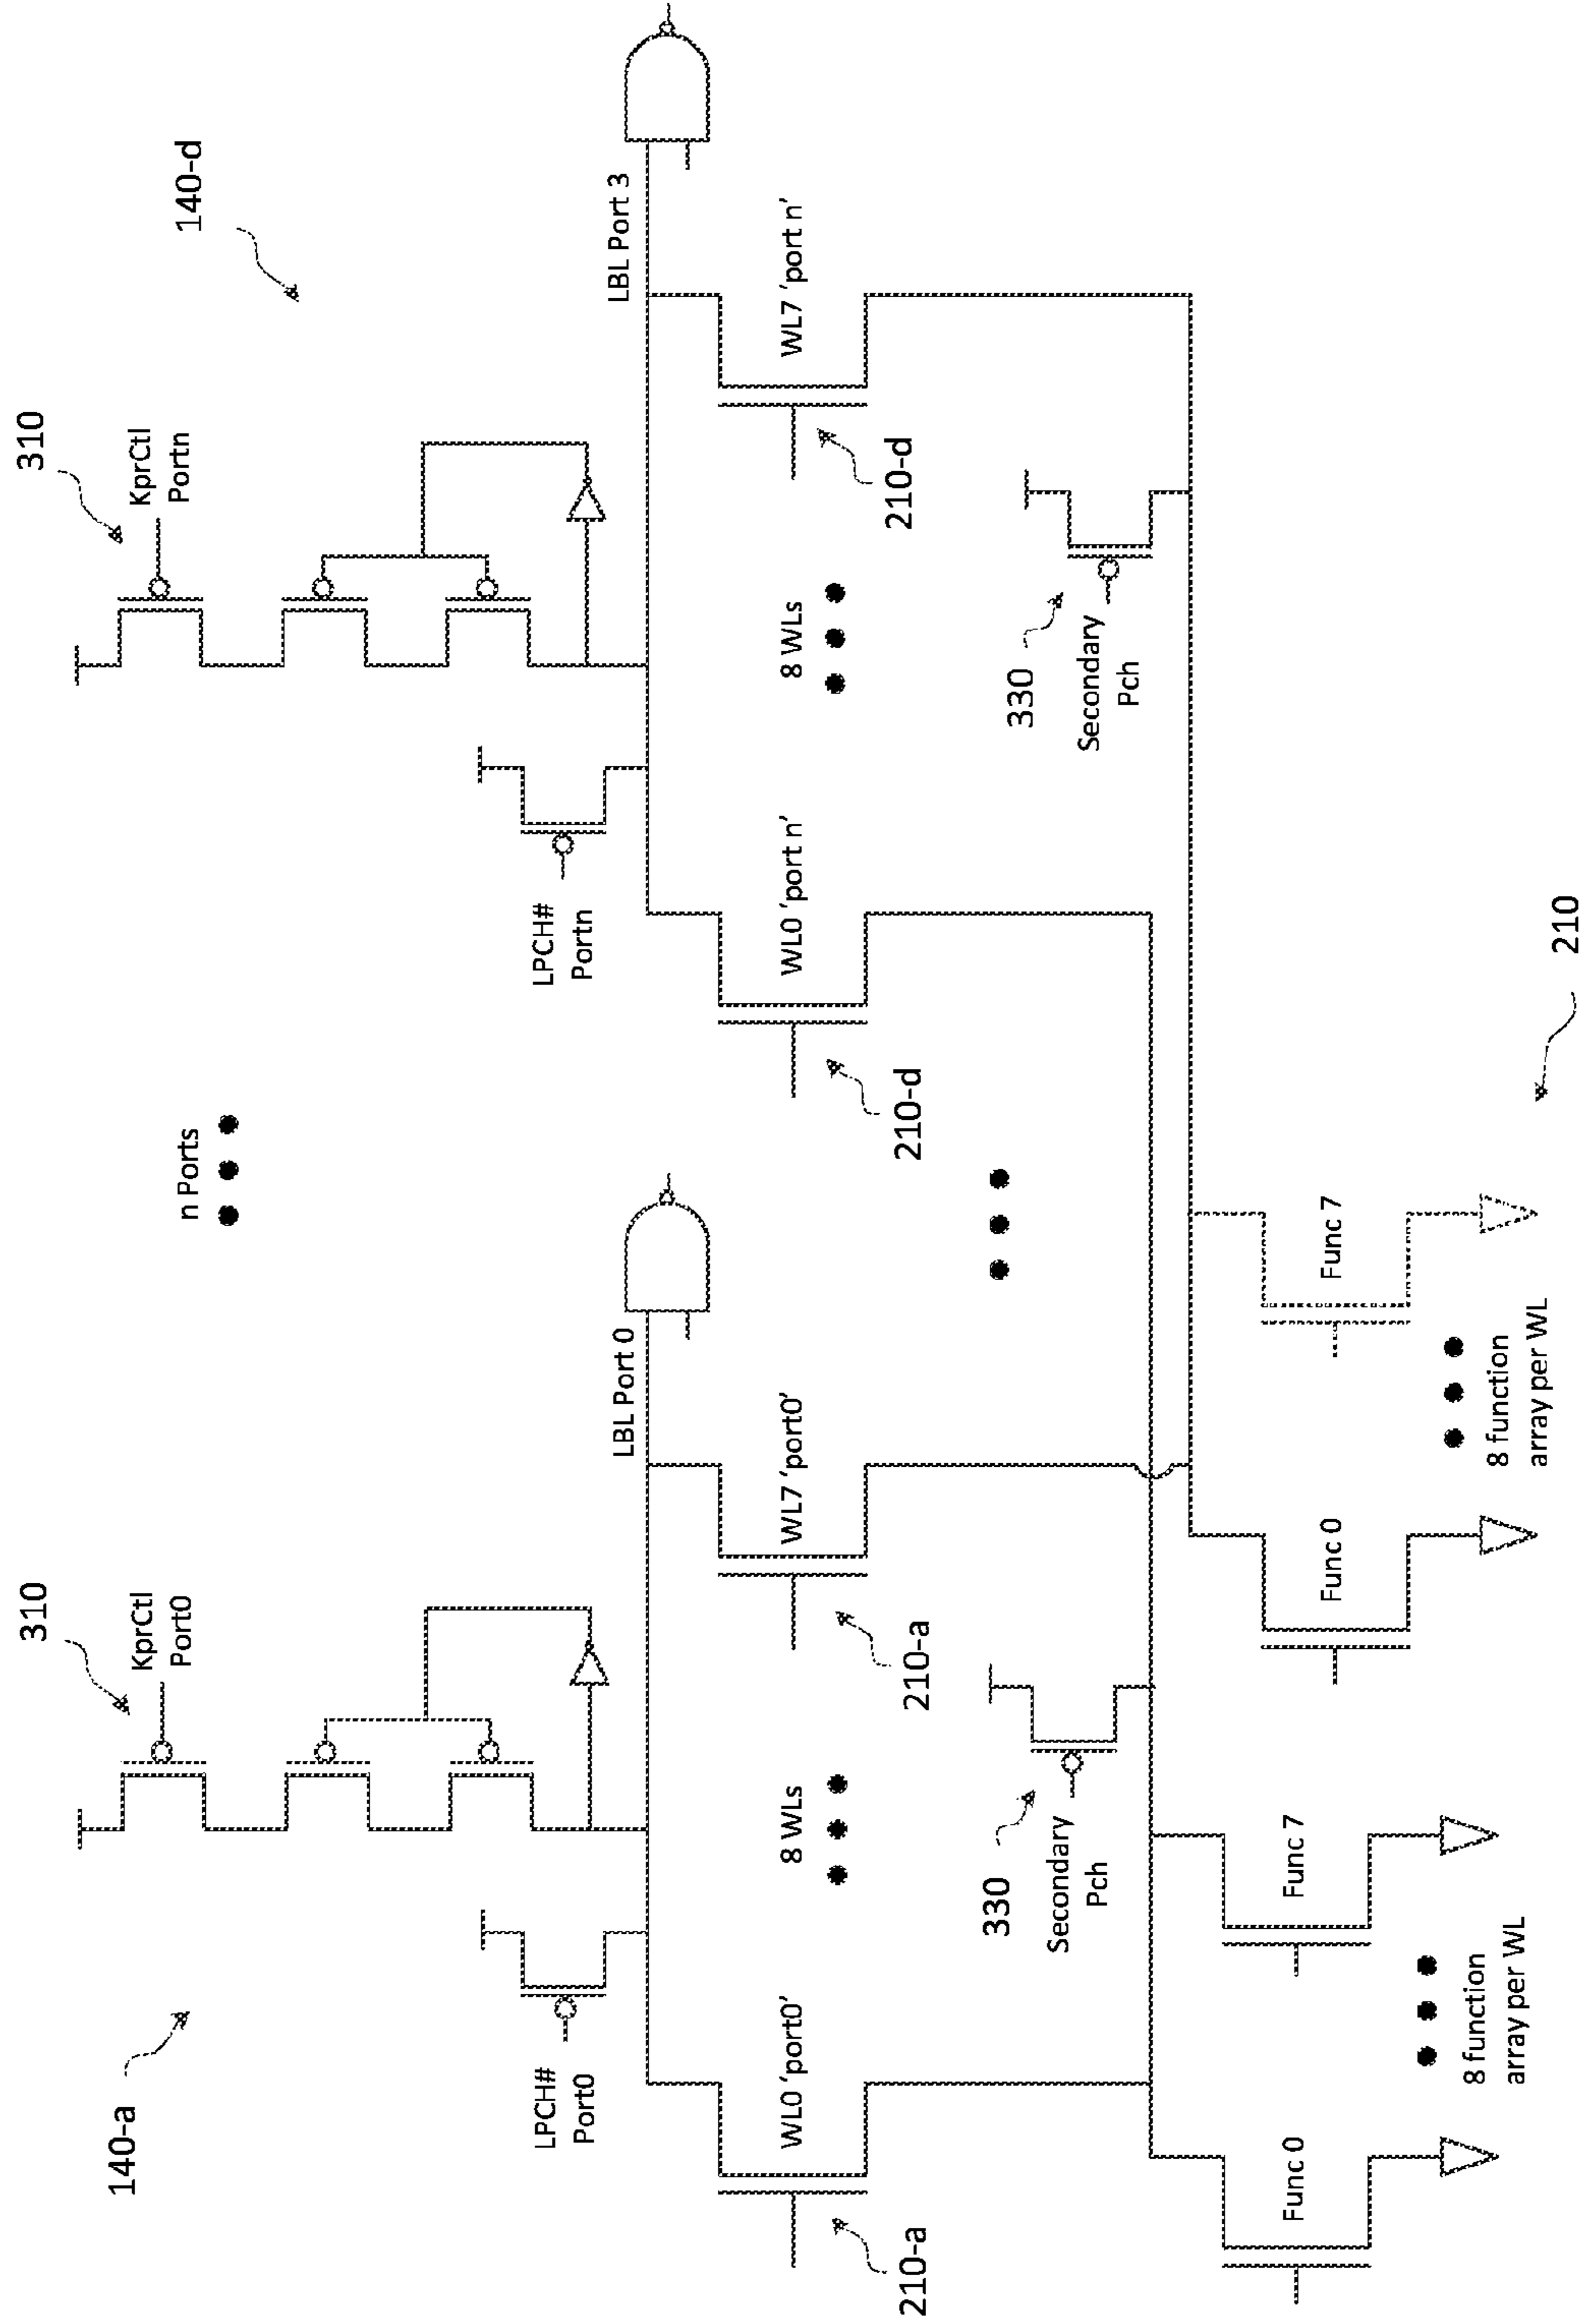 140-a
310
KprCtl
Port0
LPCH#
Port0
LBL Port 0
WL0 'port0'
8 WLs
WL7 'port0'
210-a
210-a
330
Secondary
Pch
Func 0
Func 7
8 function
array per WL
n Ports
140-d
310
KprCtl
Portn
LPCH#
Portn
LBL Port 3
WL0 'port n'
8 WLs
WL7 'port n'
210-d
210-d
330
Secondary
Pch
Func 0
Func 7
8 function
array per WL
210